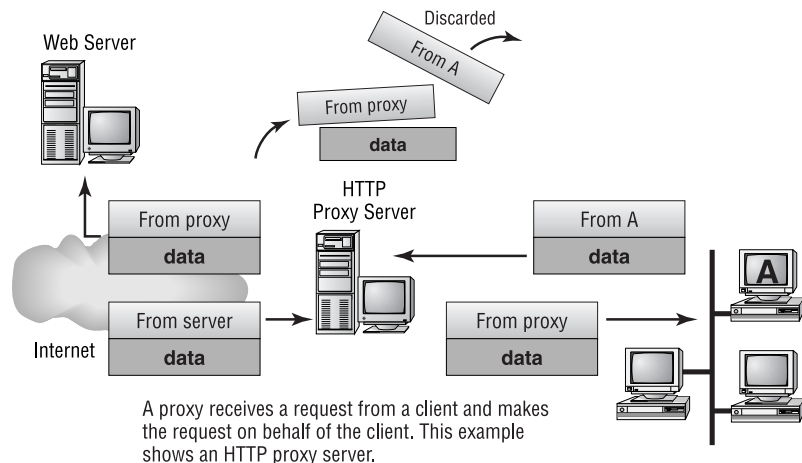 Discarded
Web Server
From A
From proxy
data
HTTP
Proxy Server
From proxy
data
From A
data
A
From server
data
From proxy
data
Internet
A proxy receives a request from a client and makes
the request on behalf of the client. This example
shows an HTTP proxy server.